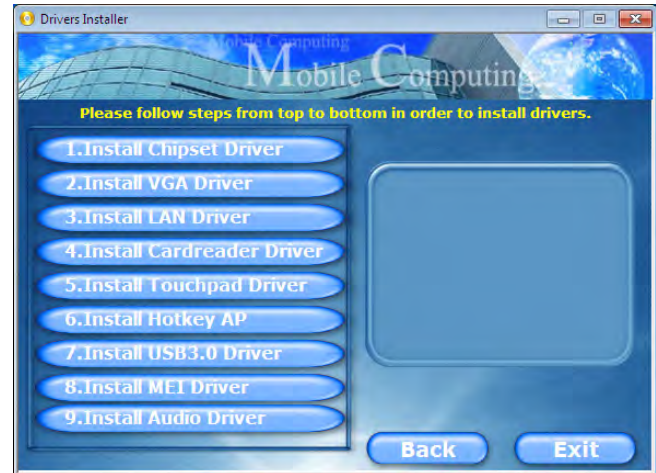 Drivers Installer
Mobile Computing
Mobile Computing
Please follow steps from top to bottom in order to install drivers.
1.Install Chipset Driver
2.Install VGA Driver
3.Install LAN Driver
4.Install Cardreader Driver
5.Install Touchpad Driver
6.Install Hotkey AP
7.Install USB3.0 Driver
8.Install MEI Driver
9.Install Audio Driver
Back
Exit